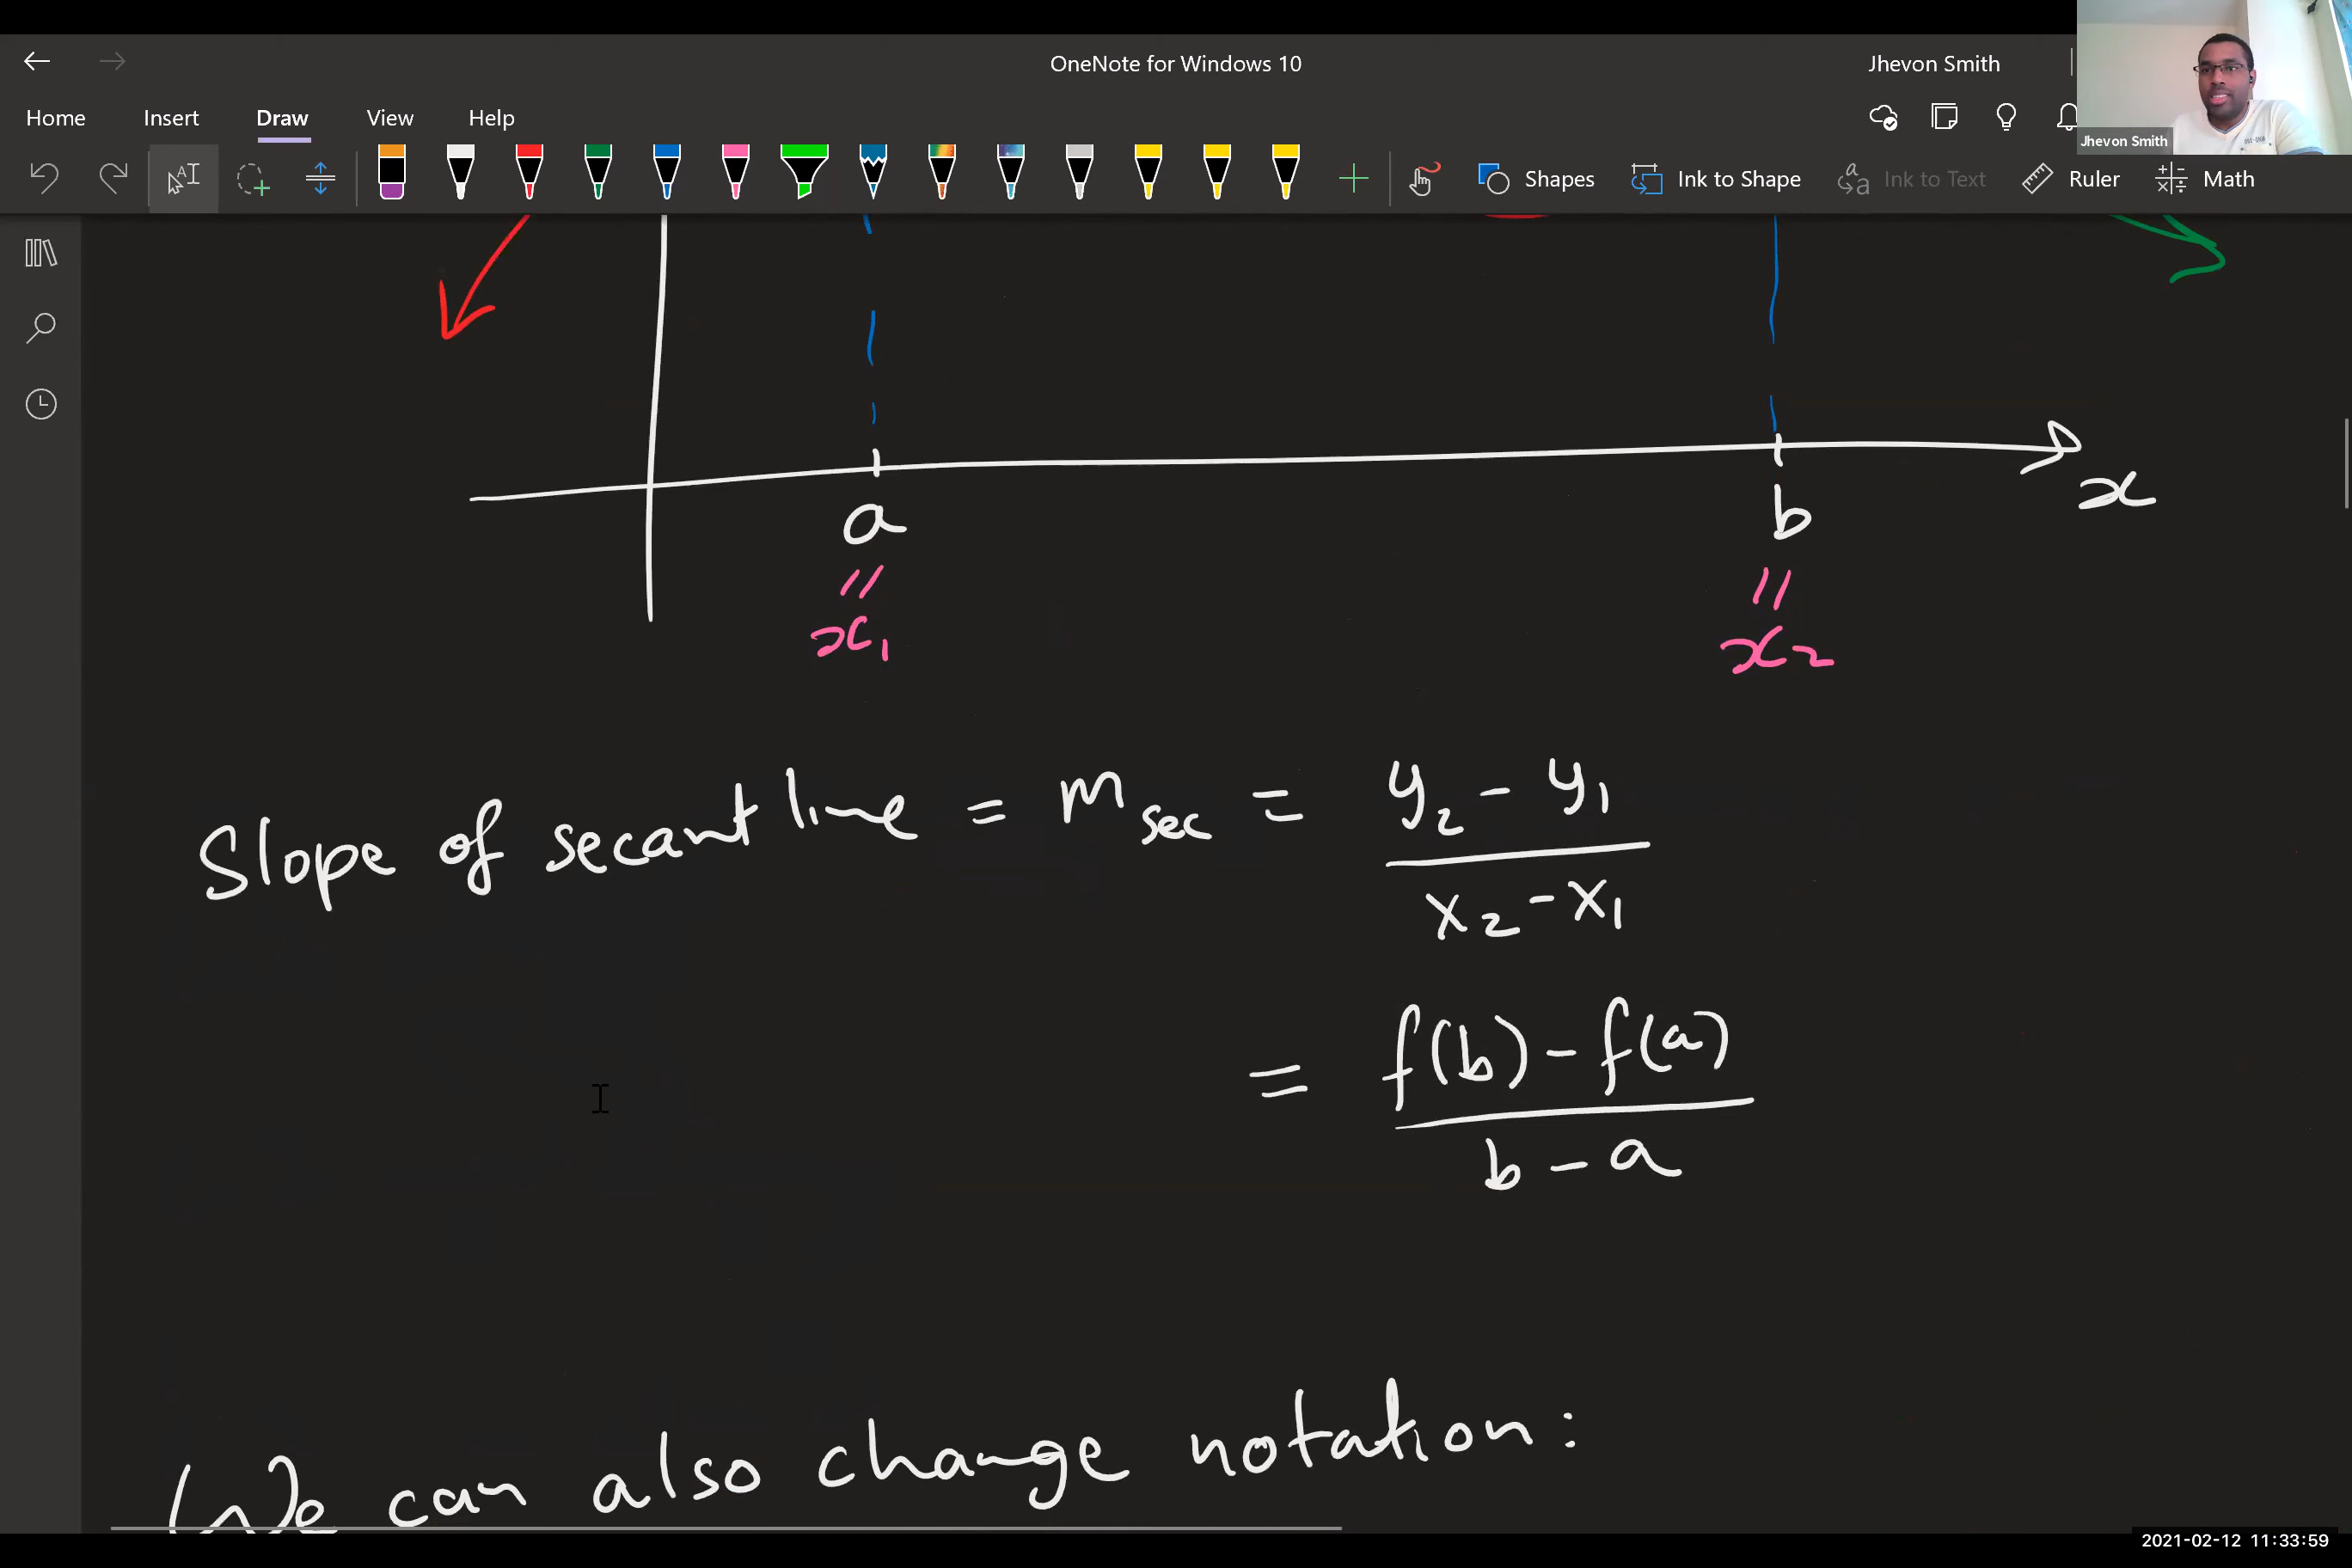 OneNote for Windows 10
Jhevon Smith
Home Insert Draw View Help
Jhevon Smith
Shapes Ink to Shape Ink to Text Ruler Math
x
a b
= =
x₁ x₂
Slope of secant line = m_sec = (y₂ - y₁)/(x₂ - x₁)
= (f(b) - f(a))/(b - a)
We can also change notation:
2021-02-12 11:33:59